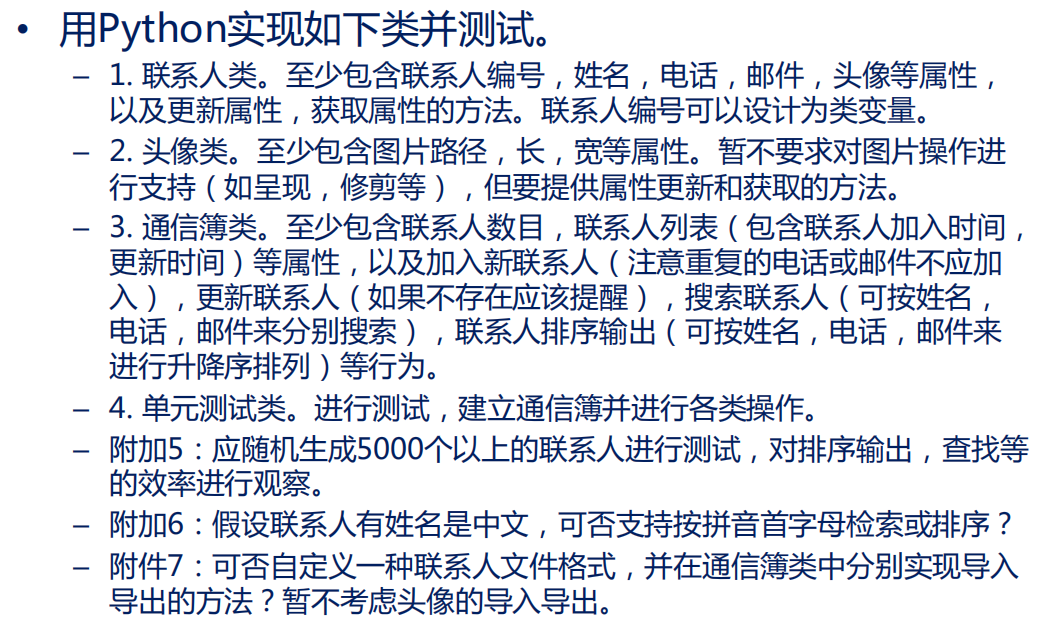 • 用Python实现如下类并测试。
– 1. 联系人类。至少包含联系人编号，姓名，电话，邮件，头像等属性，
以及更新属性，获取属性的方法。联系人编号可以设计为类变量。
– 2. 头像类。至少包含图片路径，长，宽等属性。暂不要求对图片操作进
行支持（如呈现，修剪等），但要提供属性更新和获取的方法。
– 3. 通信簿类。至少包含联系人数目，联系人列表（包含联系人加入时间，
更新时间）等属性，以及加入新联系人（注意重复的电话或邮件不应加
入），更新联系人（如果不存在应该提醒），搜索联系人（可按姓名，
电话，邮件来分别搜索），联系人排序输出（可按姓名，电话，邮件来
进行升降序排列）等行为。
– 4. 单元测试类。进行测试，建立通信簿并进行各类操作。
– 附加5：应随机生成5000个以上的联系人进行测试，对排序输出，查找等
的效率进行观察。
– 附加6：假设联系人有姓名是中文，可否支持按拼音首字母检索或排序？
– 附件7：可否自定义一种联系人文件格式，并在通信簿类中分别实现导入
导出的方法？暂不考虑头像的导入导出。